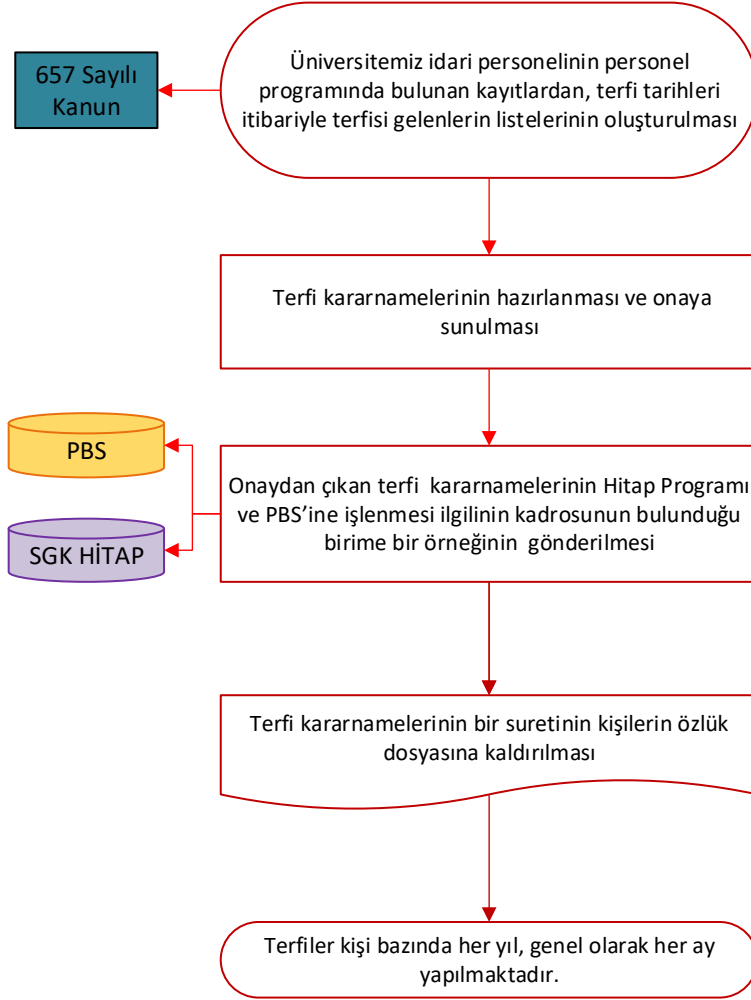 657 Sayılı
Kanun
Üniversitemiz idari personelinin personel
programında bulunan kayıtlardan, terfi tarihleri
itibariyle terfisi gelenlerin listelerinin oluşturulması
Terfi kararnamelerinin hazırlanması ve onaya
sunulması
PBS
SGK HİTAP
Onaydan çıkan terfi kararnamelerinin Hitap Programı
ve PBS’ine işlenmesi ilgilinin kadrosunun bulunduğu
birime bir örneğinin gönderilmesi
Terfi kararnamelerinin bir suretinin kişilerin özlük
dosyasına kaldırılması
Terfiler kişi bazında her yıl, genel olarak her ay
yapılmaktadır.